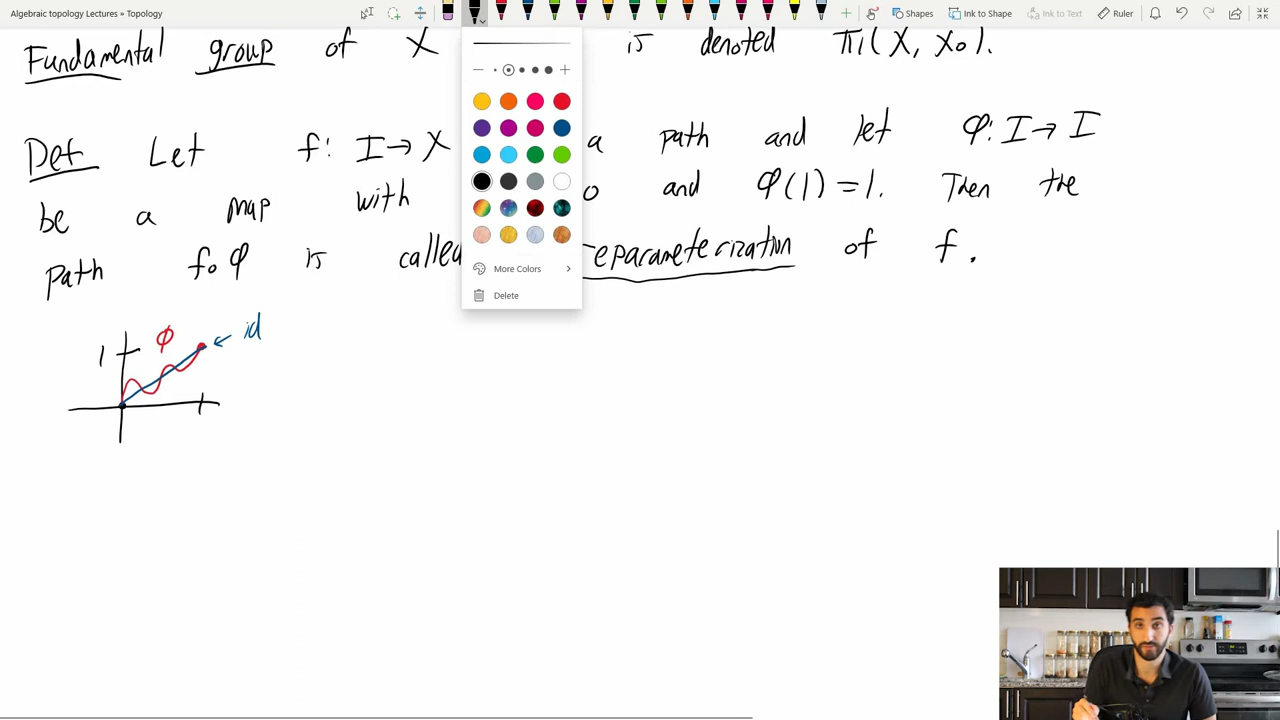 Algebraic topology Lectures » Topology
Shapes
Ink to Shape
Ink to Text
Ruler
Fundamental group of X is denoted π1(X, x0).
Def Let f: I→X a path and let φ: I→I
be a map with 0 and φ(1)=1. Then the
path f∘φ is called eparameterization of f.
1 φ ← id
More Colors
Delete